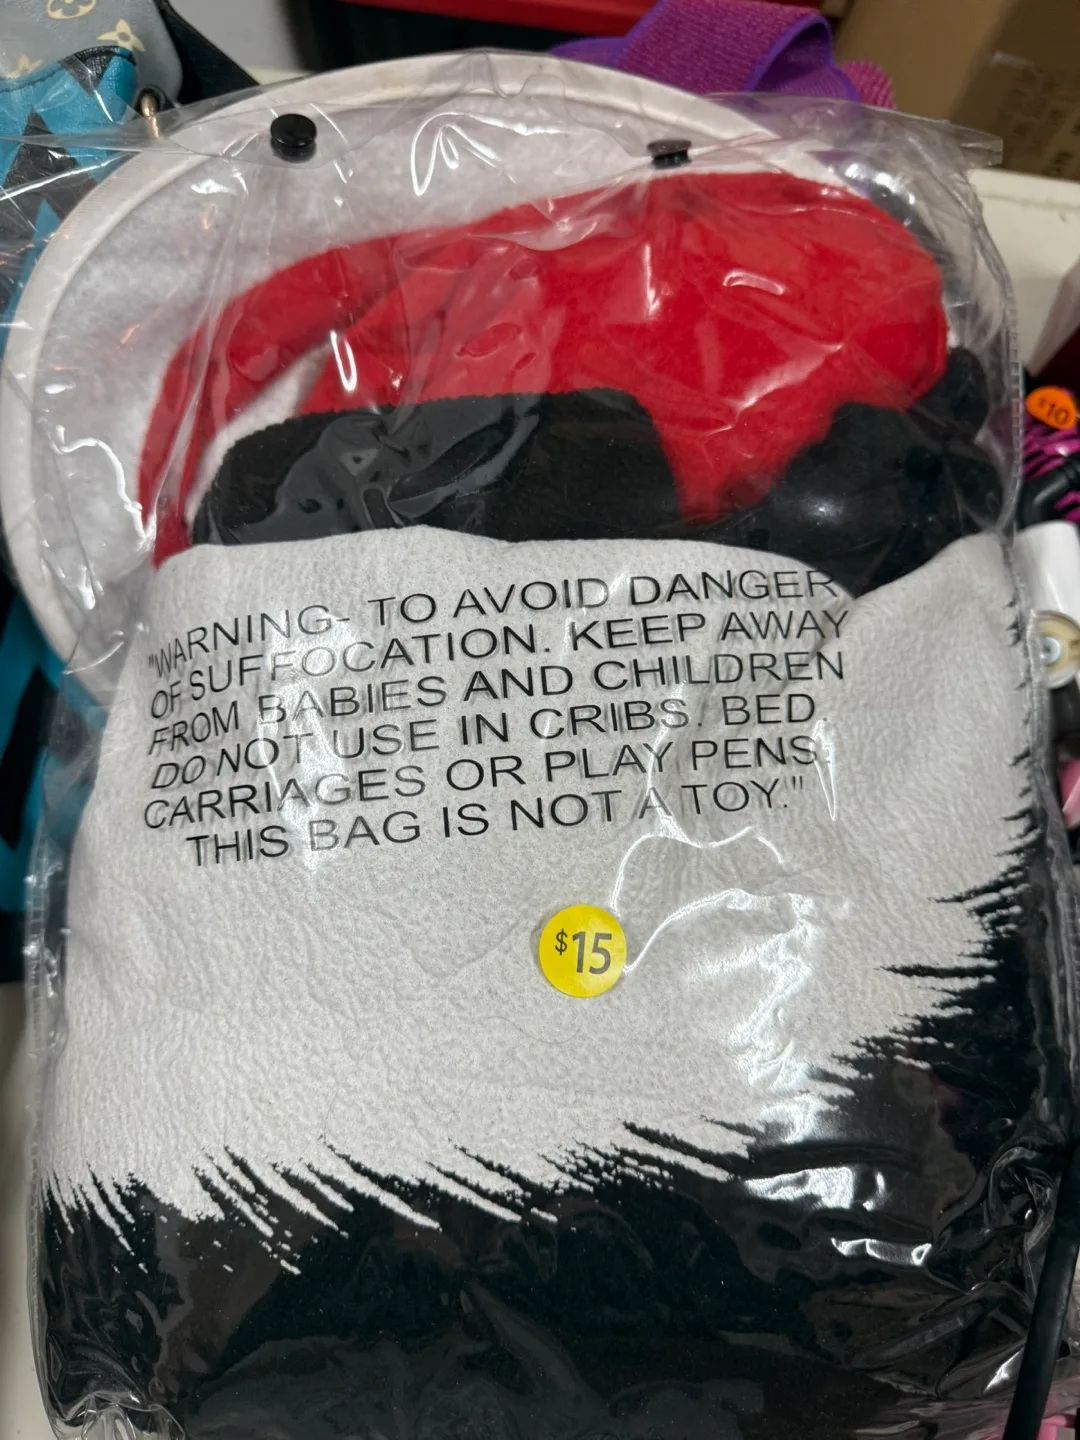 $10
"WARNING- TO AVOID DANGER
OF SUFFOCATION. KEEP AWAY
FROM BABIES AND CHILDREN
DO NOT USE IN CRIBS. BED.
CARRIAGES OR PLAY PENS.
THIS BAG IS NOT A TOY."
$15